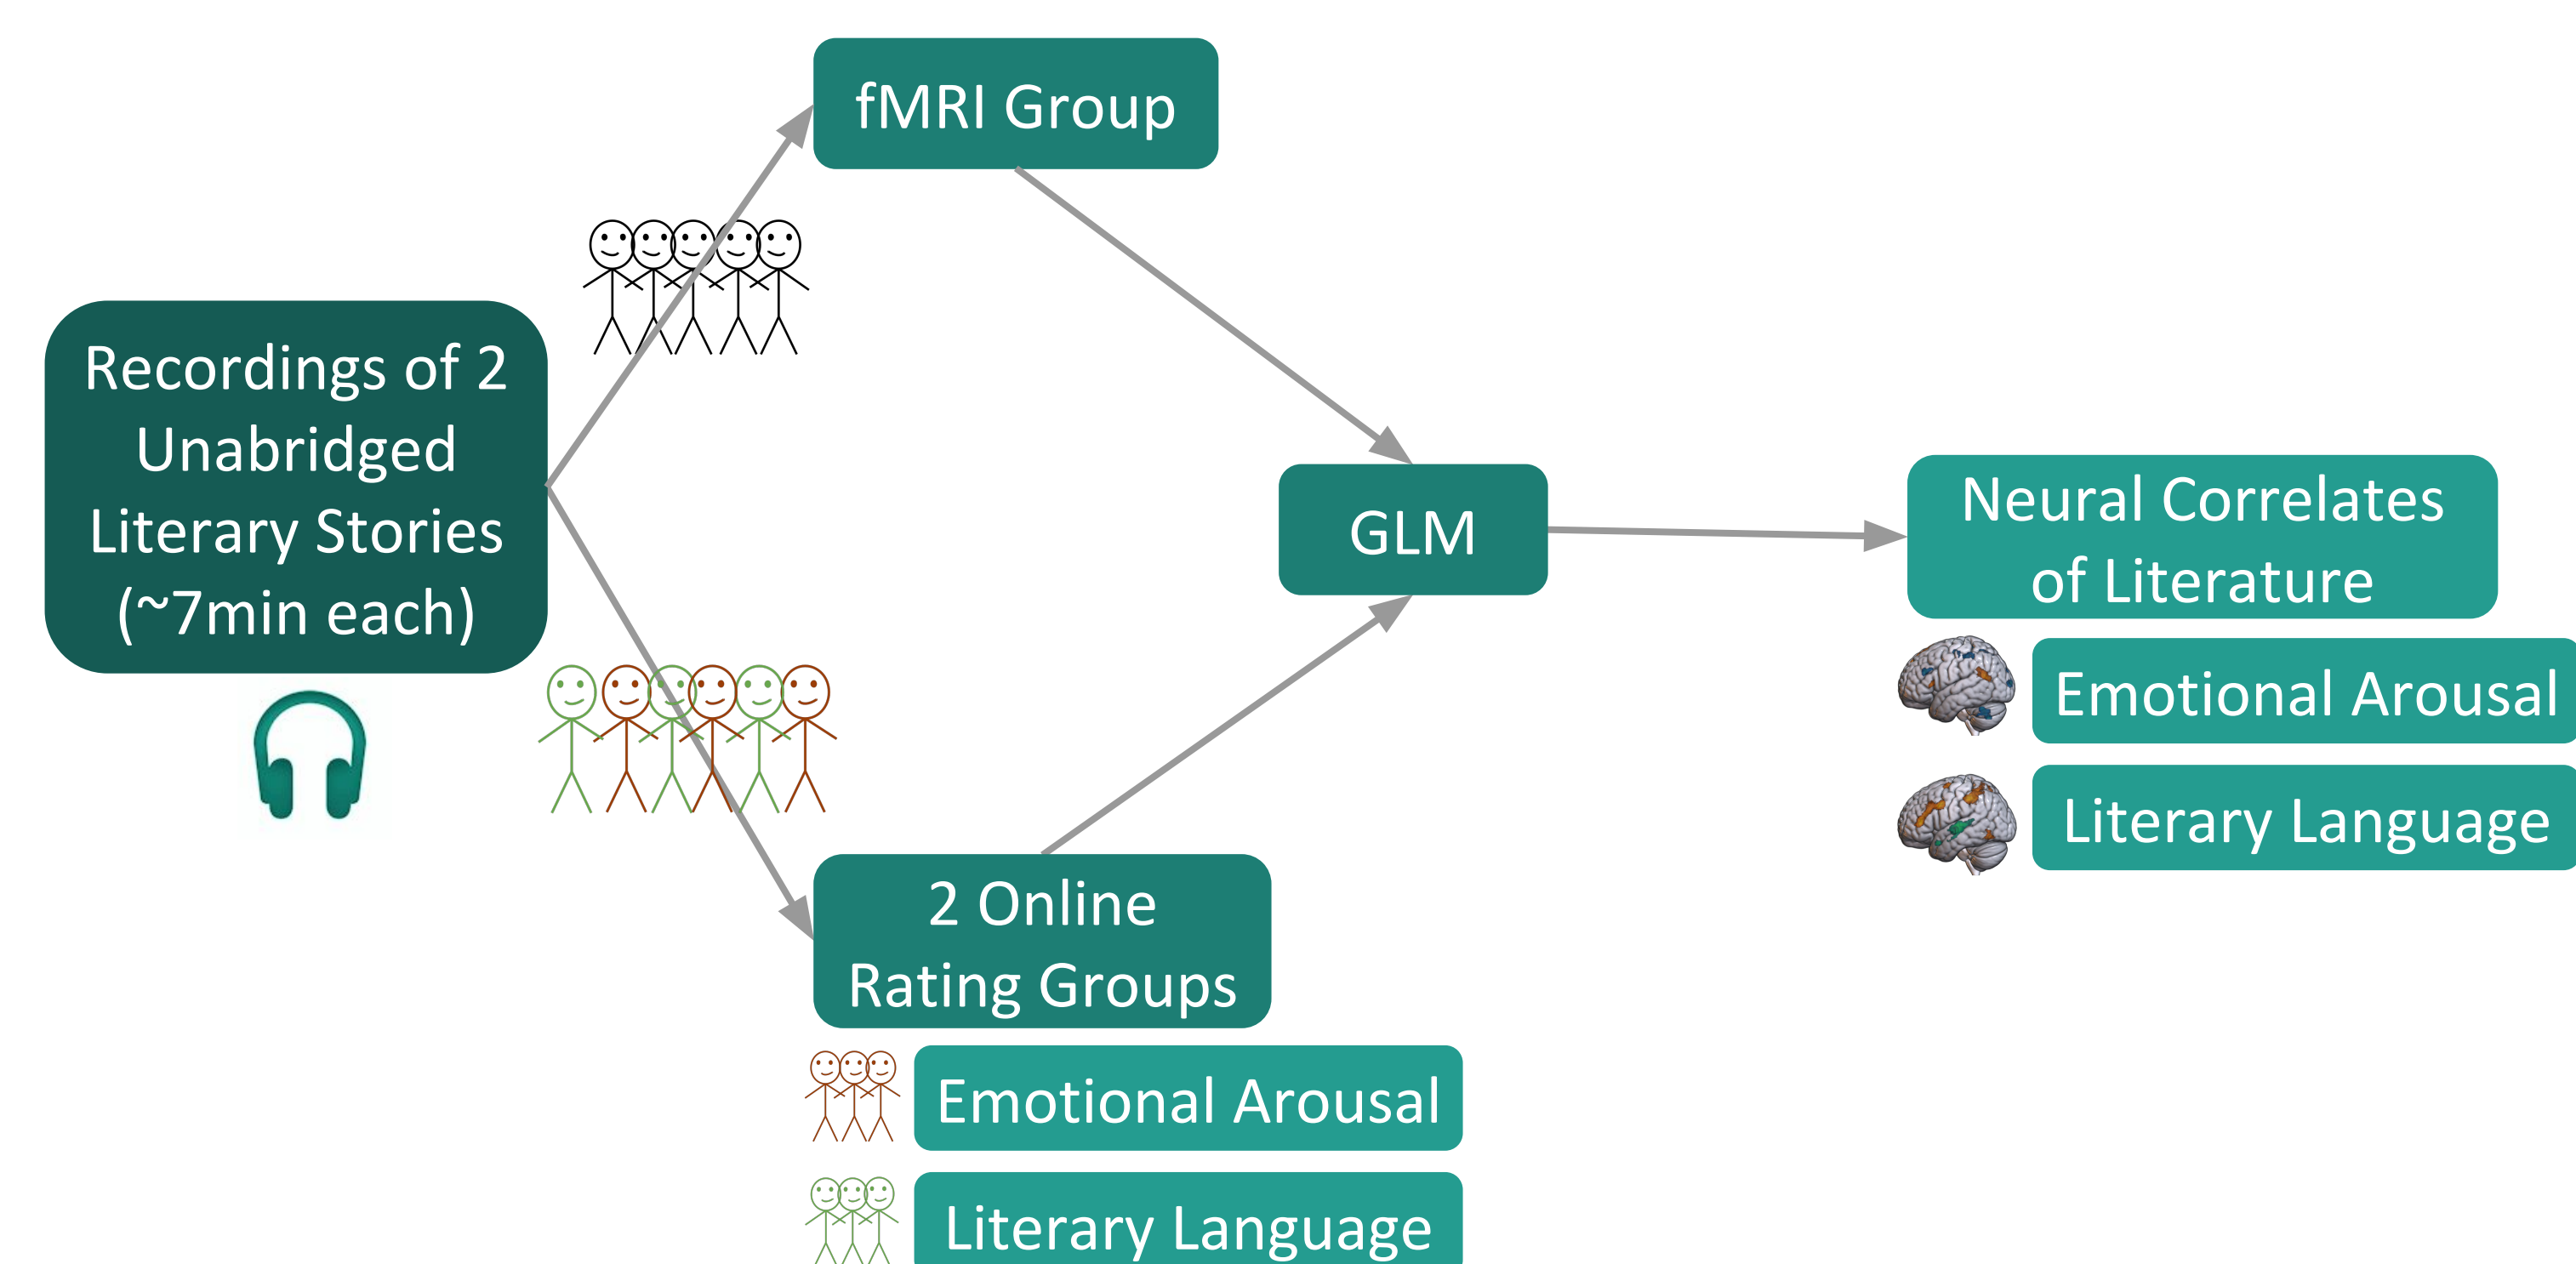 fMRI Group
Recordings of 2
Unabridged
Literary Stories
(~7min each)
GLM
Neural Correlates
of Literature
Emotional Arousal
Literary Language
2 Online
Rating Groups
Emotional Arousal
Literary Language